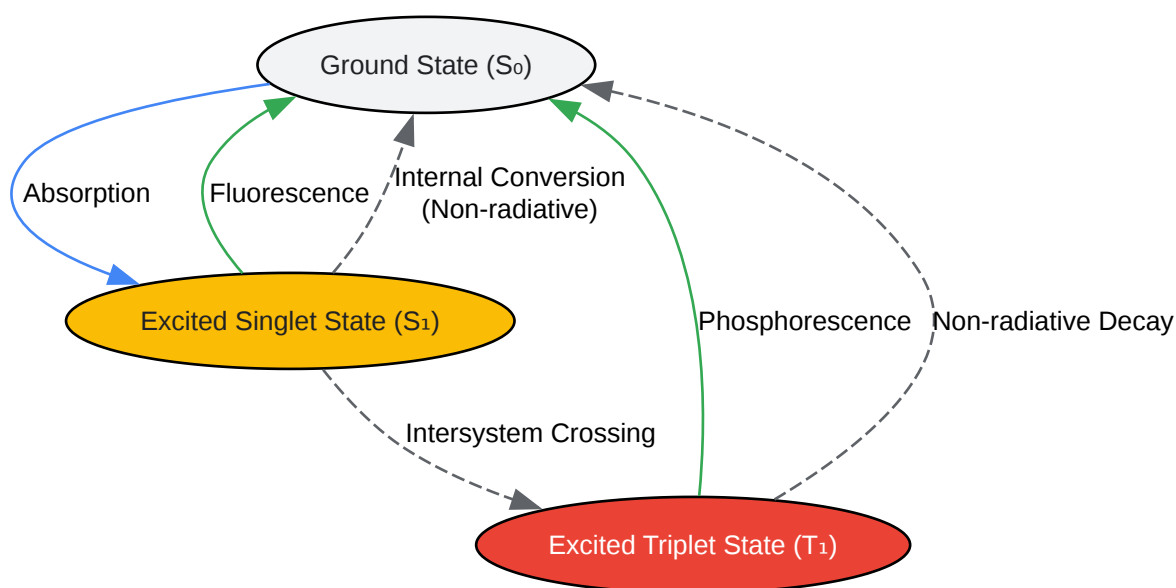 Ground State (S₀)
Absorption
Fluorescence
Internal Conversion
(Non-radiative)
Excited Singlet State (S₁)
Phosphorescence
Non-radiative Decay
Intersystem Crossing
Excited Triplet State (T₁)